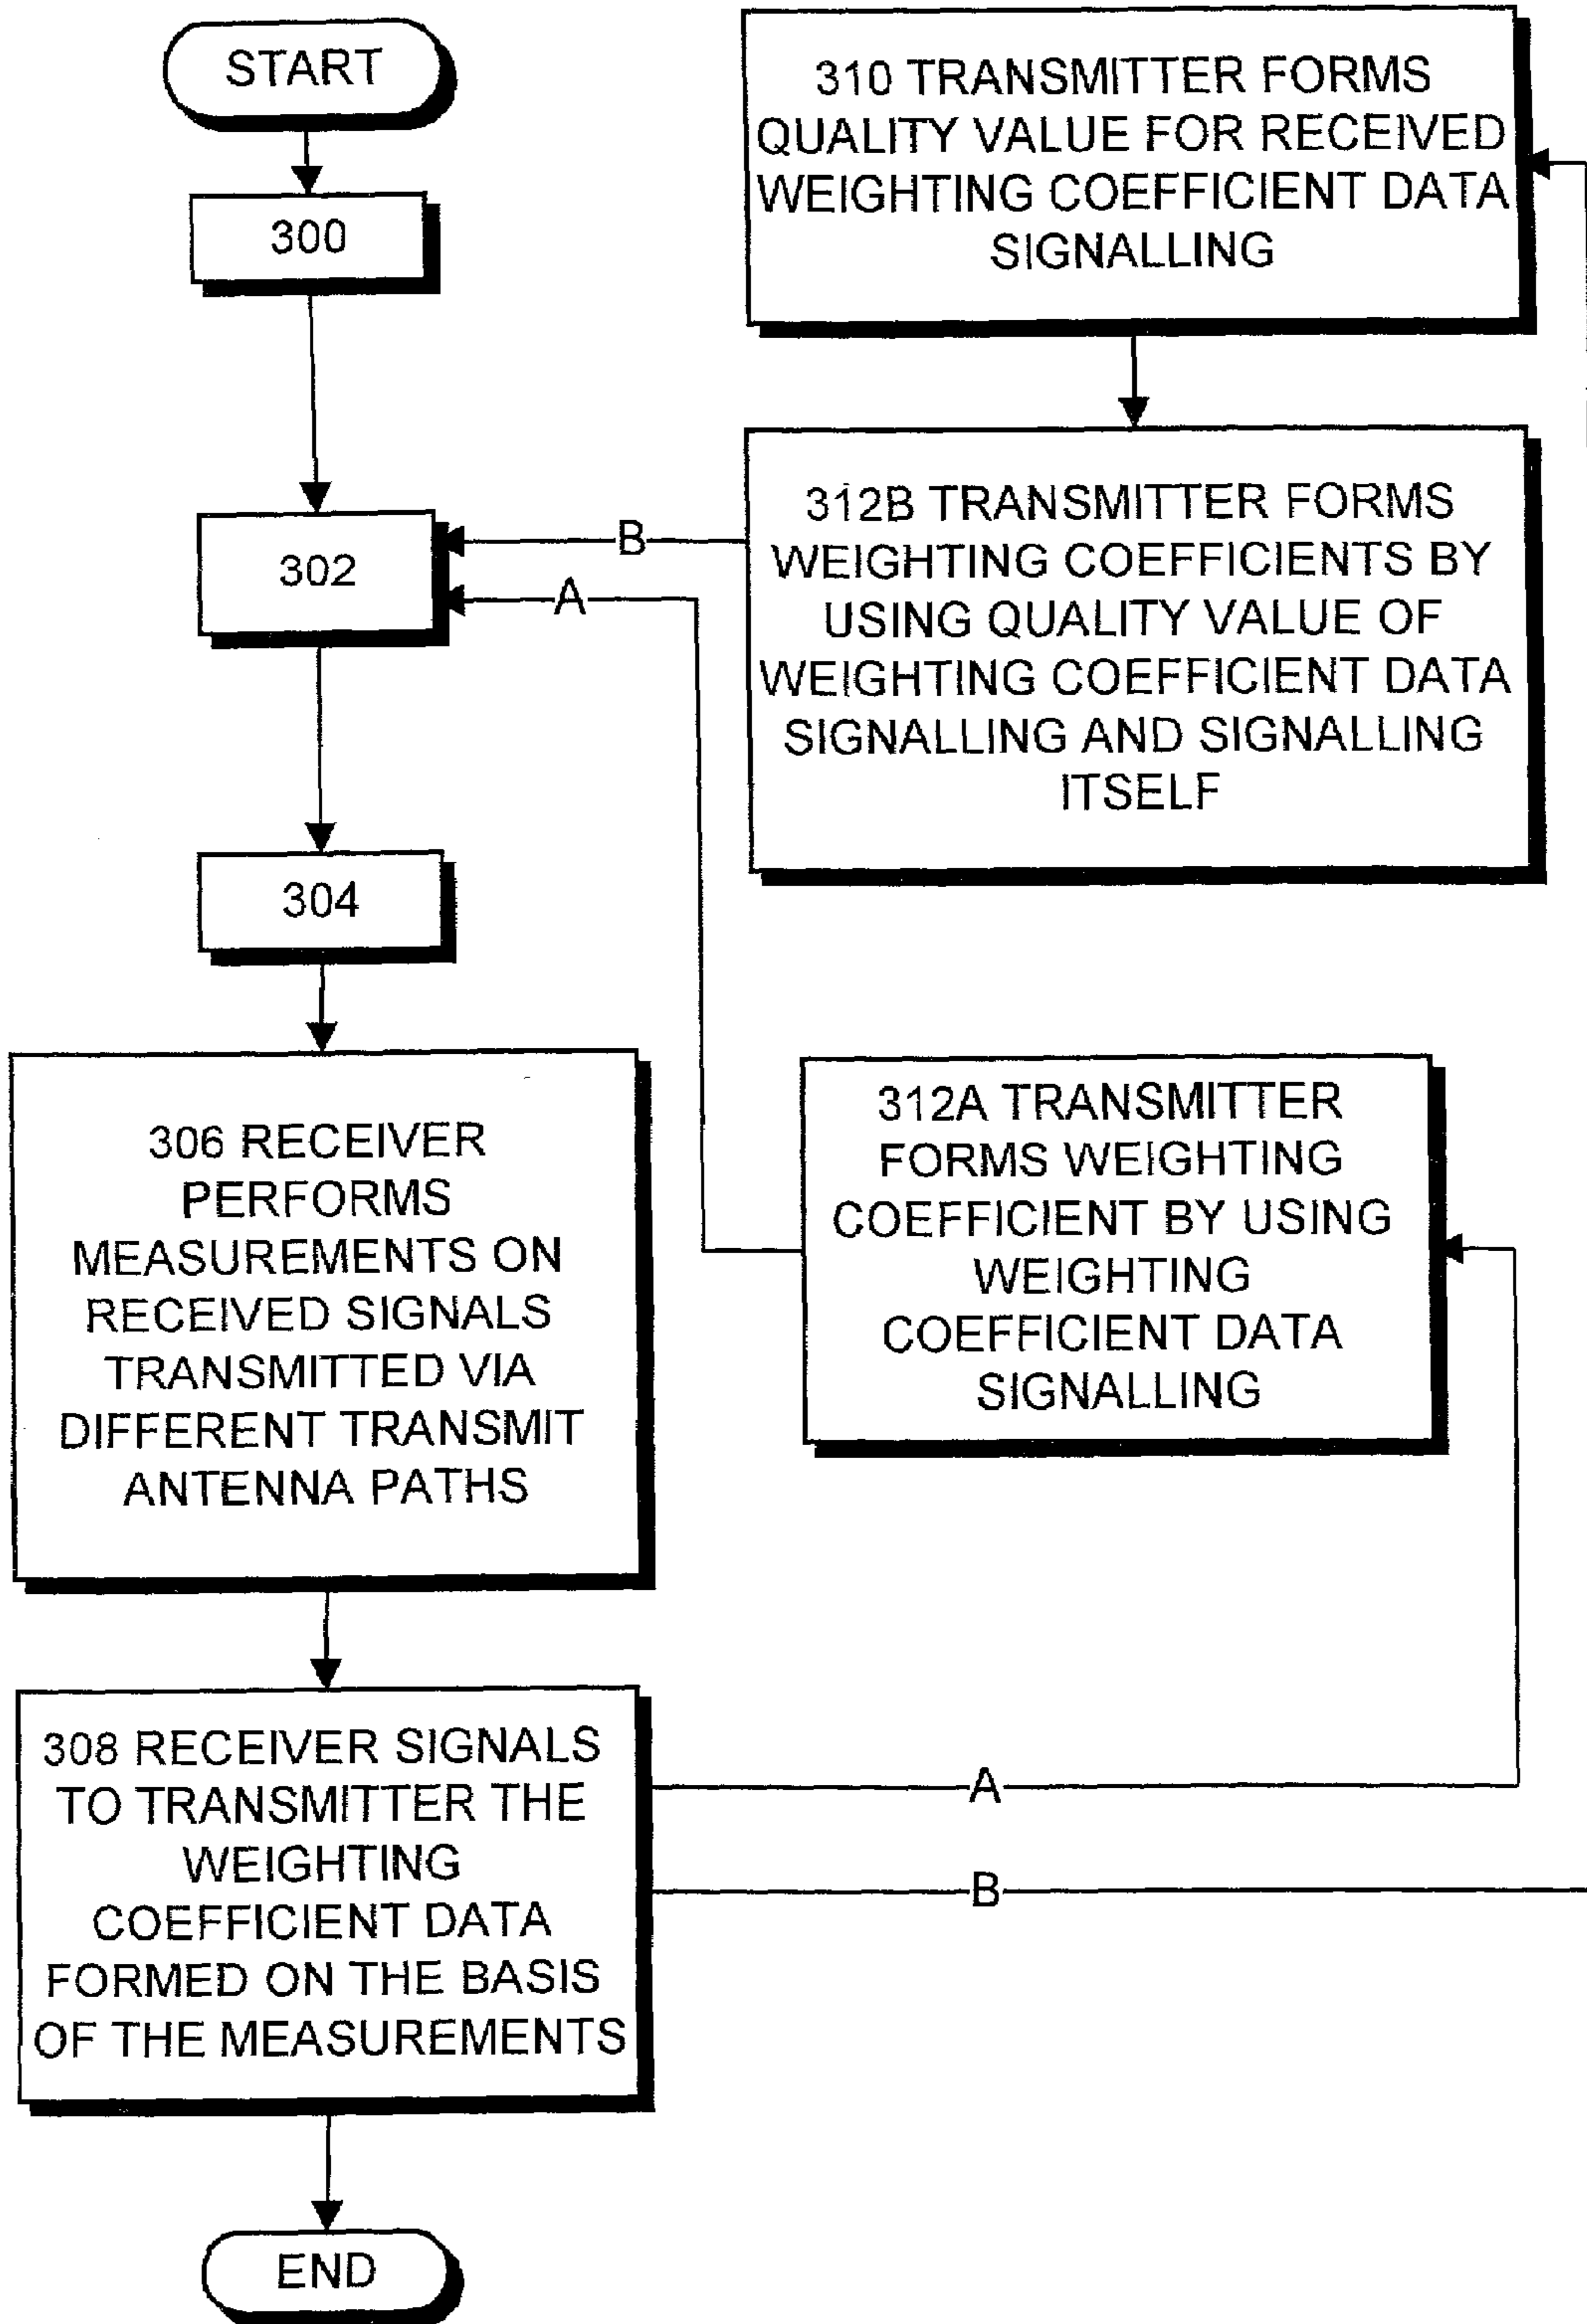 START
300
302
304
306 RECEIVER
PERFORMS
MEASUREMENTS ON
RECEIVED SIGNALS
TRANSMITTED VIA
DIFFERENT TRANSMIT
ANTENNA PATHS
308 RECEIVER SIGNALS
TO TRANSMITTER THE
WEIGHTING
COEFFICIENT DATA
FORMED ON THE BASIS
OF THE MEASUREMENTS
END
310 TRANSMITTER FORMS
QUALITY VALUE FOR RECEIVED
WEIGHTING COEFFICIENT DATA
SIGNALLING
312B TRANSMITTER FORMS
WEIGHTING COEFFICIENTS BY
USING QUALITY VALUE OF
WEIGHTING COEFFICIENT DATA
SIGNALLING AND SIGNALLING
ITSELF
B
A
312A TRANSMITTER
FORMS WEIGHTING
COEFFICIENT BY USING
WEIGHTING
COEFFICIENT DATA
SIGNALLING
A
B